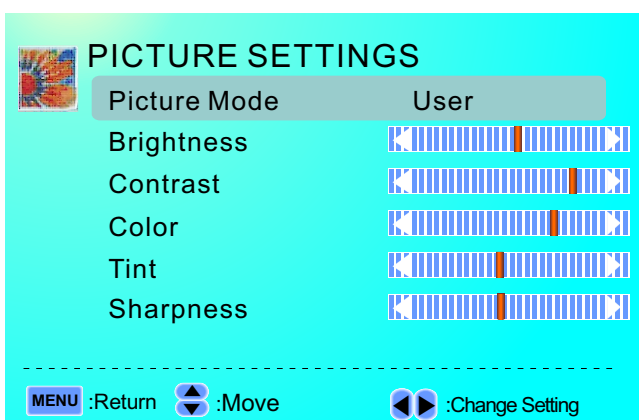 PICTURE SETTINGS
Picture Mode User
Brightness
Contrast
Color
Tint
Sharpness
MENU :Return :Move :Change Setting